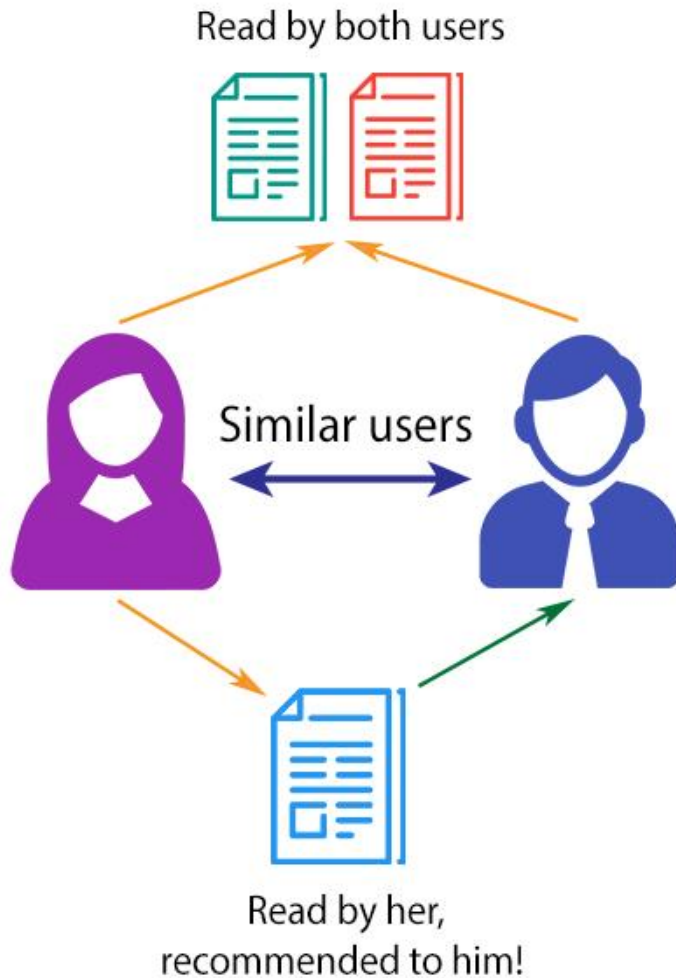 Read by both users
Similar users
Read by her,
recommended to him!